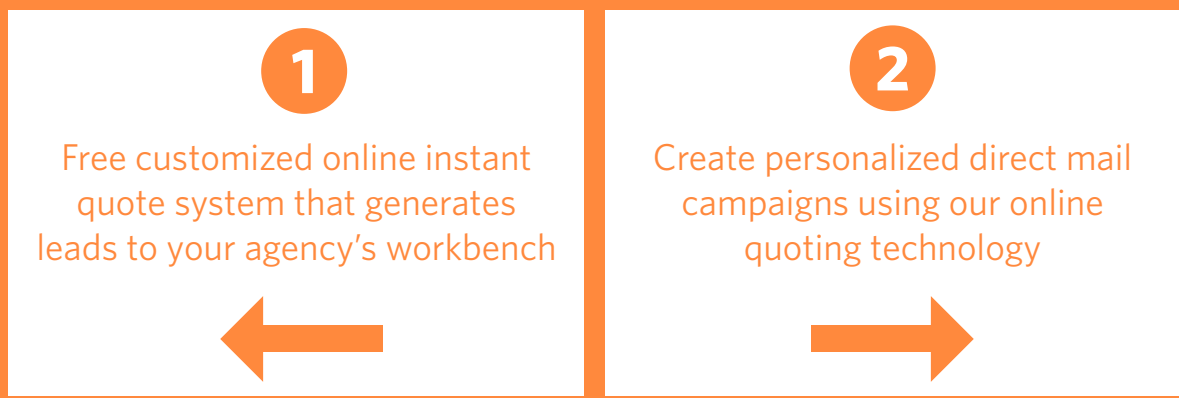 1
Free customized online instant
quote system that generates
leads to your agency’s workbench
2
Create personalized direct mail
campaigns using our online
quoting technology